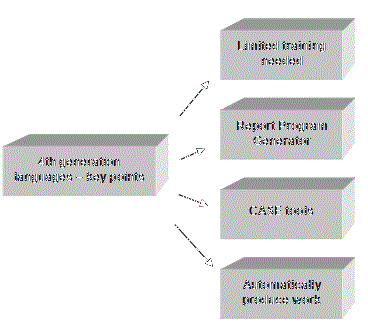 Limited training
needed
Report Program
Generator
4th generation
languages – key points
CASE tools
Automatically
produce work